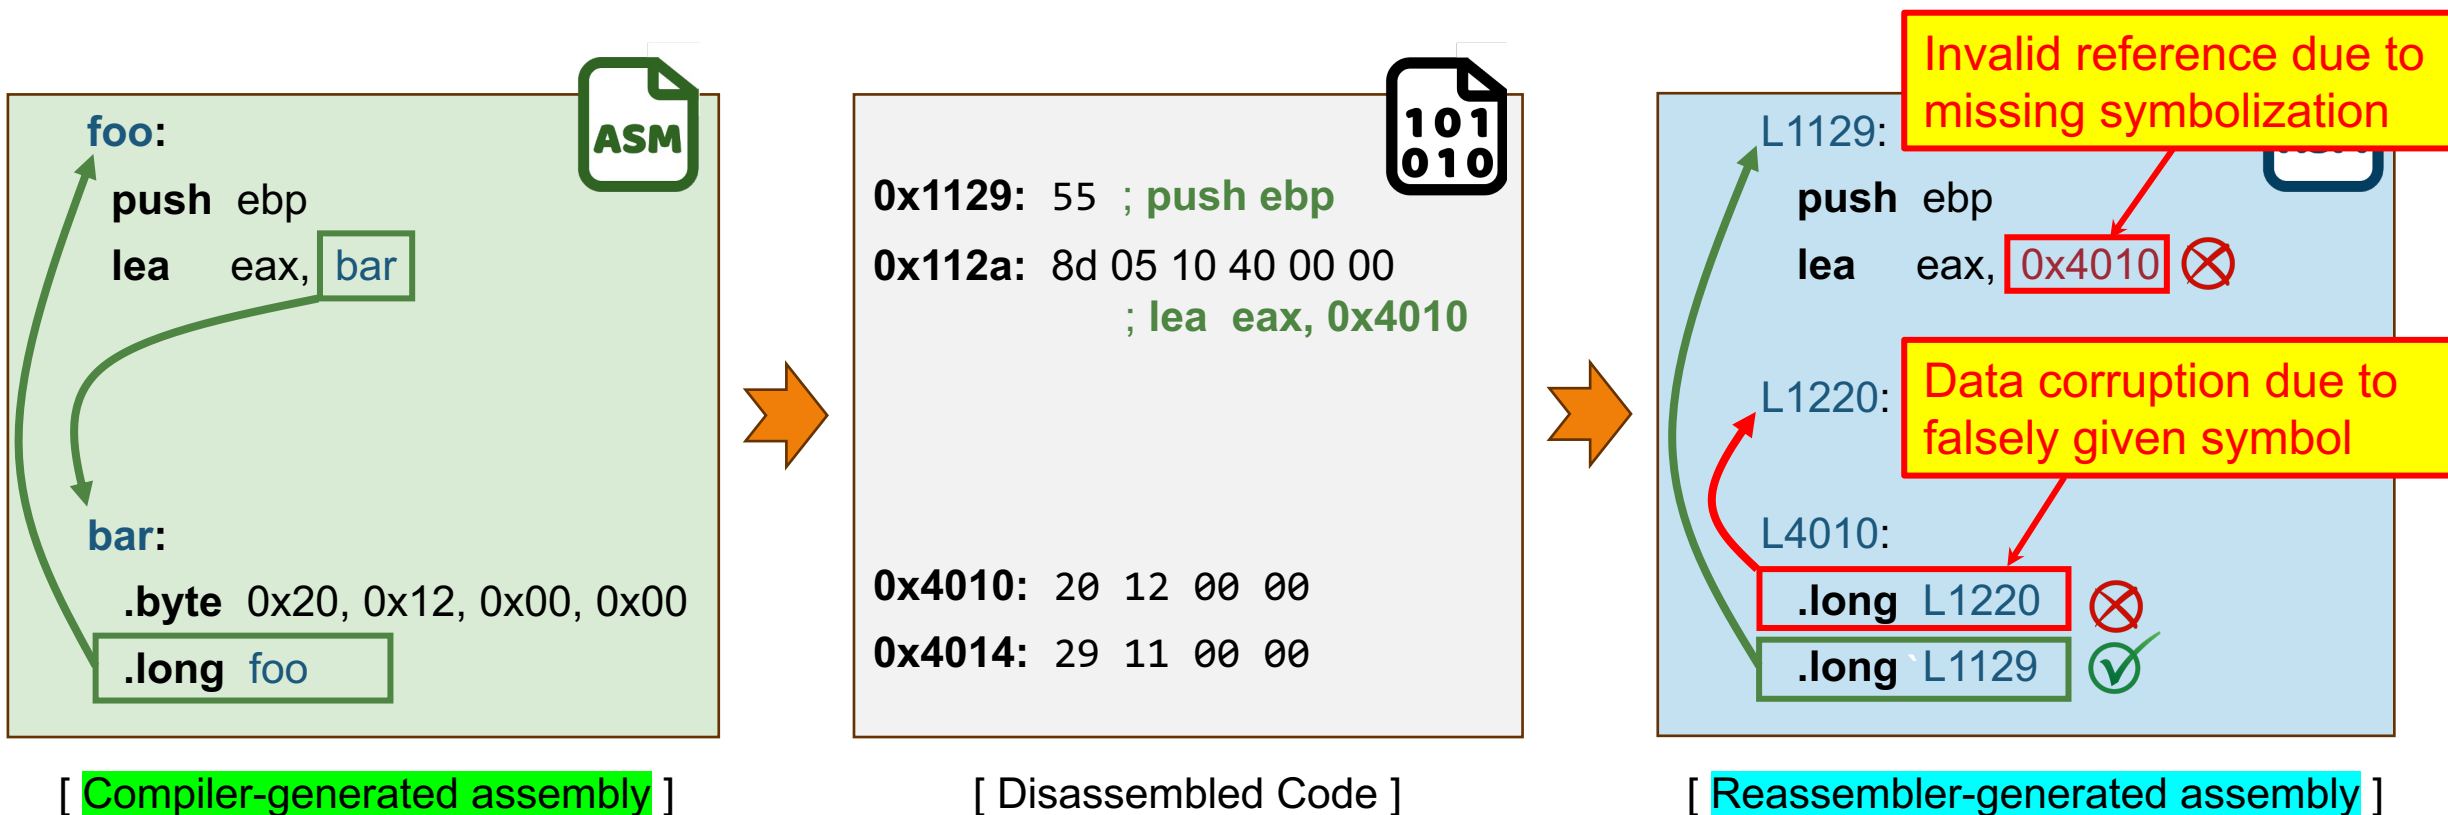 foo:
push ebp
lea eax, bar
bar:
.byte 0x20, 0x12, 0x00, 0x00
.long foo
ASM
[ Compiler-generated assembly ]
101
010
0x1129: 55 ; push ebp
0x112a: 8d 05 10 40 00 00
; lea eax, 0x4010
0x4010: 20 12 00 00
0x4014: 29 11 00 00
[ Disassembled Code ]
Invalid reference due to
missing symbolization
L1129:
push ebp
lea eax, 0x4010
Data corruption due to
falsely given symbol
L1220:
L4010:
.long L1220
.long `L1129
[ Reassembler-generated assembly ]